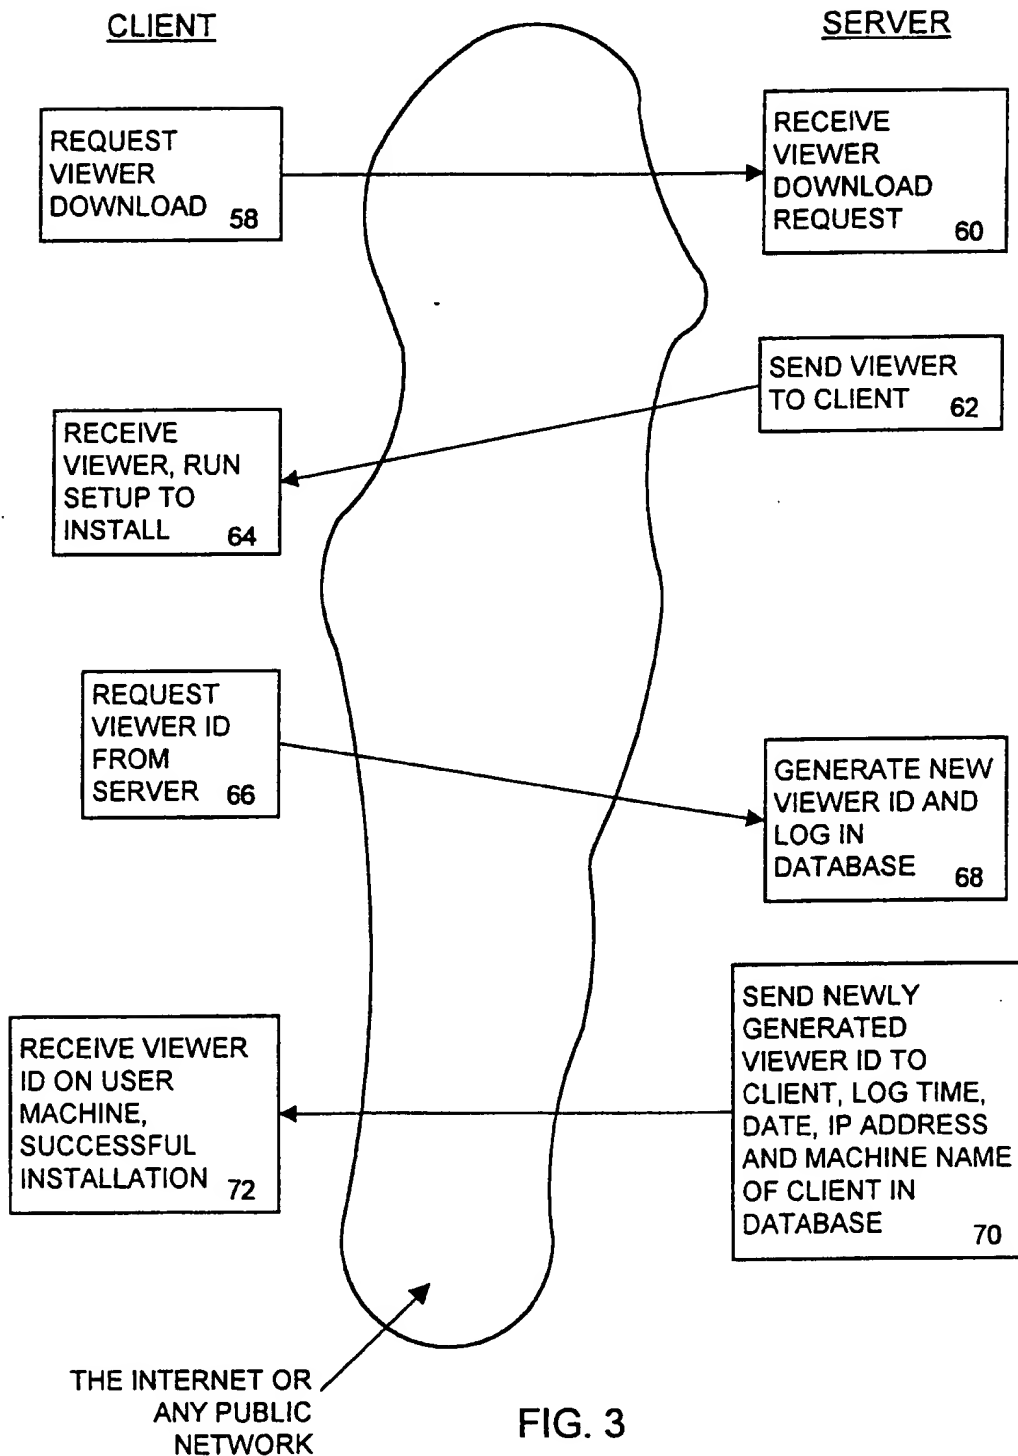 CLIENT
SERVER
REQUEST
VIEWER
DOWNLOAD 58
RECEIVE
VIEWER
DOWNLOAD
REQUEST 60
SEND VIEWER
TO CLIENT 62
RECEIVE
VIEWER, RUN
SETUP TO
INSTALL 64
REQUEST
VIEWER ID
FROM
SERVER 66
GENERATE NEW
VIEWER ID AND
LOG IN
DATABASE 68
SEND NEWLY
GENERATED
VIEWER ID TO
CLIENT, LOG TIME,
DATE, IP ADDRESS
AND MACHINE NAME
OF CLIENT IN
DATABASE 70
RECEIVE VIEWER
ID ON USER
MACHINE,
SUCCESSFUL
INSTALLATION 72
THE INTERNET OR
ANY PUBLIC
NETWORK
FIG. 3